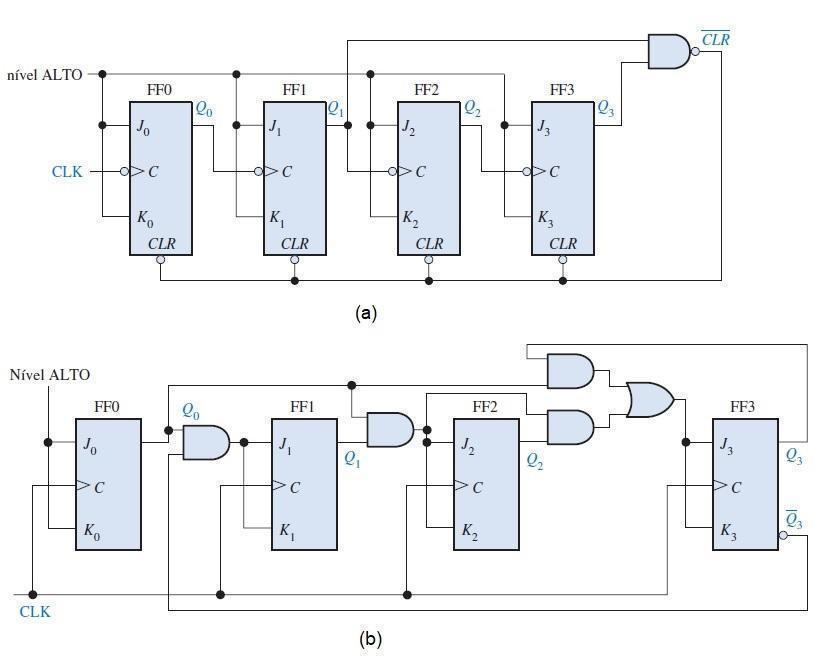 CLR
nível ALTO
FF0 FF1 FF2 FF3
Q0 Q1 Q2 Q3
J0 J1 J2 J3
CLK C C C C
K0 K1 K2 K3
CLR CLR CLR CLR
(a)
Nível ALTO
FF0 FF1 FF2 FF3
Q0
J0 J1 J2 J3
Q1 Q2 Q3
C C C C
Q̅3
K0 K1 K2 K3
CLK
(b)